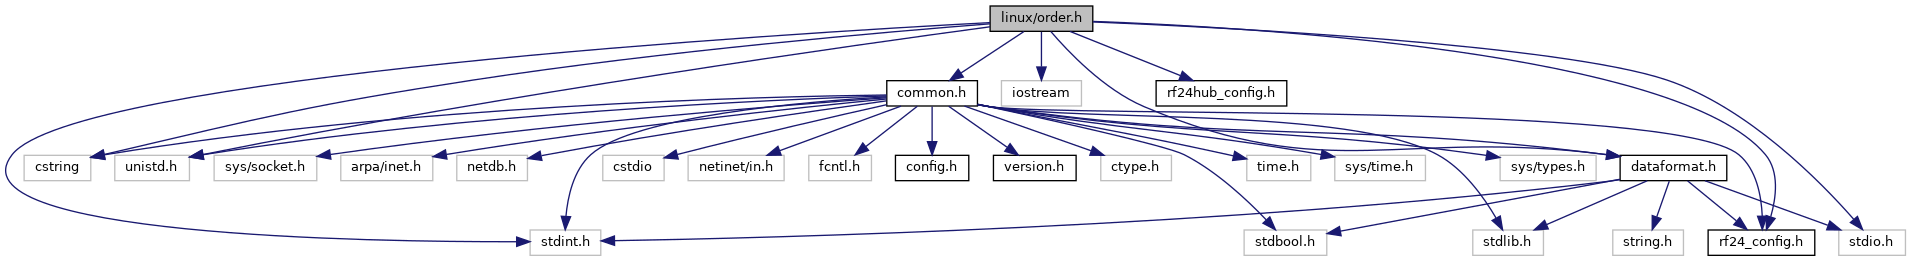 linux/order.h
common.h
iostream
rf24hub_config.h
cstring
unistd.h
sys/socket.h
arpa/inet.h
netdb.h
cstdio
netinet/in.h
fcntl.h
config.h
version.h
ctype.h
time.h
sys/time.h
sys/types.h
dataformat.h
stdint.h
stdbool.h
stdlib.h
string.h
rf24_config.h
stdio.h